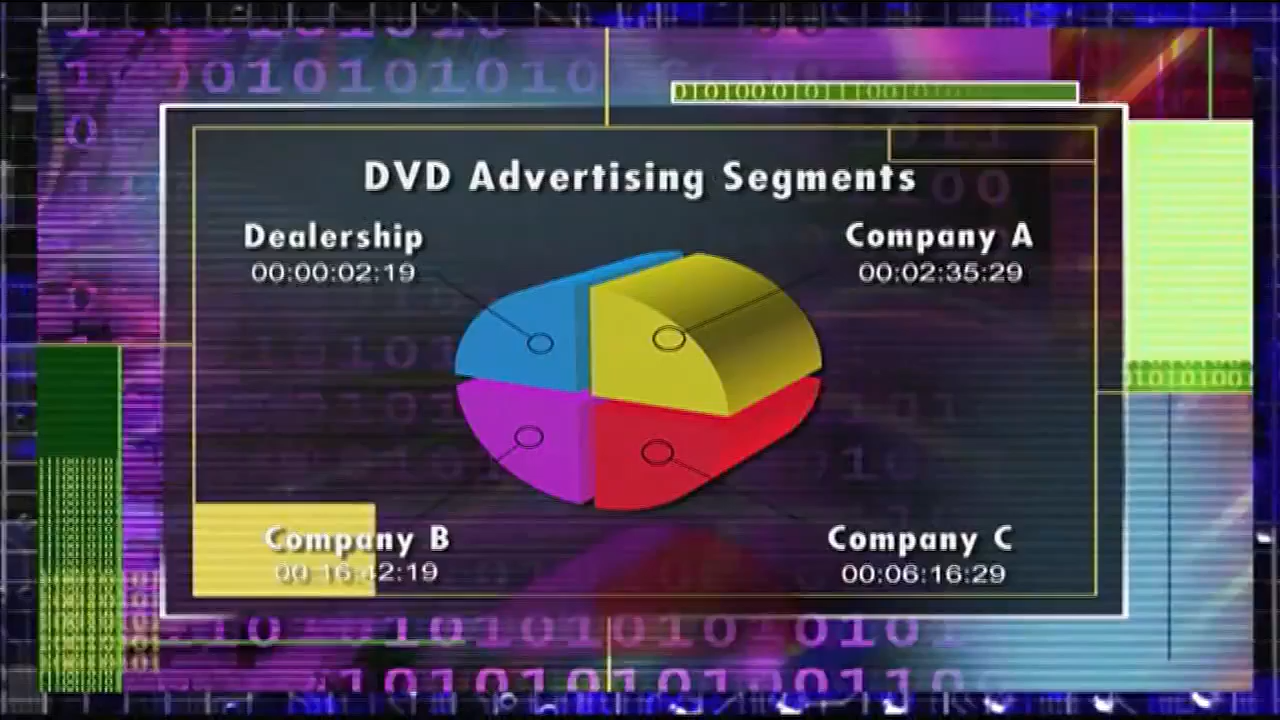 DVD Advertising Segments
Dealership
00:00:02:19
Company A
00:02:35:29
Company B
00:16:42:19
Company C
00:06:16:29